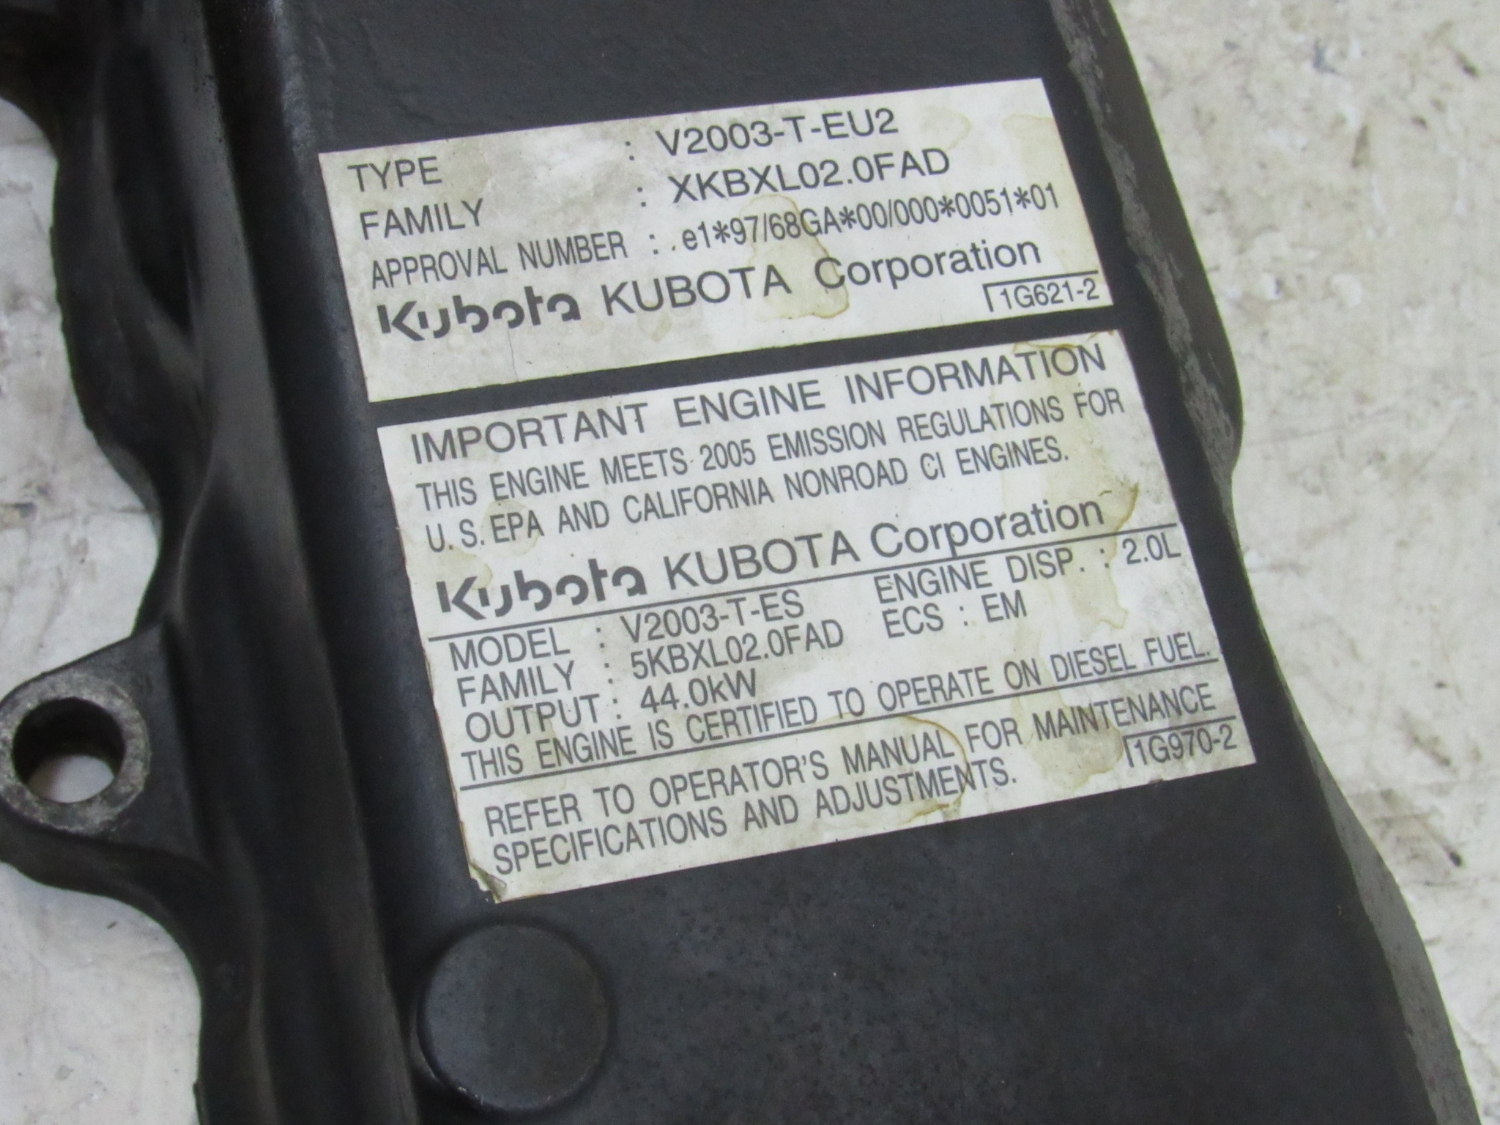 TYPE : V2003-T-EU2
FAMILY : XKBXL02.0FAD
APPROVAL NUMBER : e1*97/68GA*00/000*0051*01
Kubota KUBOTA Corporation
1G621-2
IMPORTANT ENGINE INFORMATION
THIS ENGINE MEETS 2005 EMISSION REGULATIONS FOR
U.S. EPA AND CALIFORNIA NONROAD CI ENGINES.
Kubota KUBOTA Corporation
MODEL : V2003-T-ES ENGINE DISP. : 2.0L
FAMILY : 5KBXL02.0FAD ECS : EM
OUTPUT : 44.0kW
THIS ENGINE IS CERTIFIED TO OPERATE ON DIESEL FUEL.
REFER TO OPERATOR'S MANUAL FOR MAINTENANCE
SPECIFICATIONS AND ADJUSTMENTS.
1G970-2